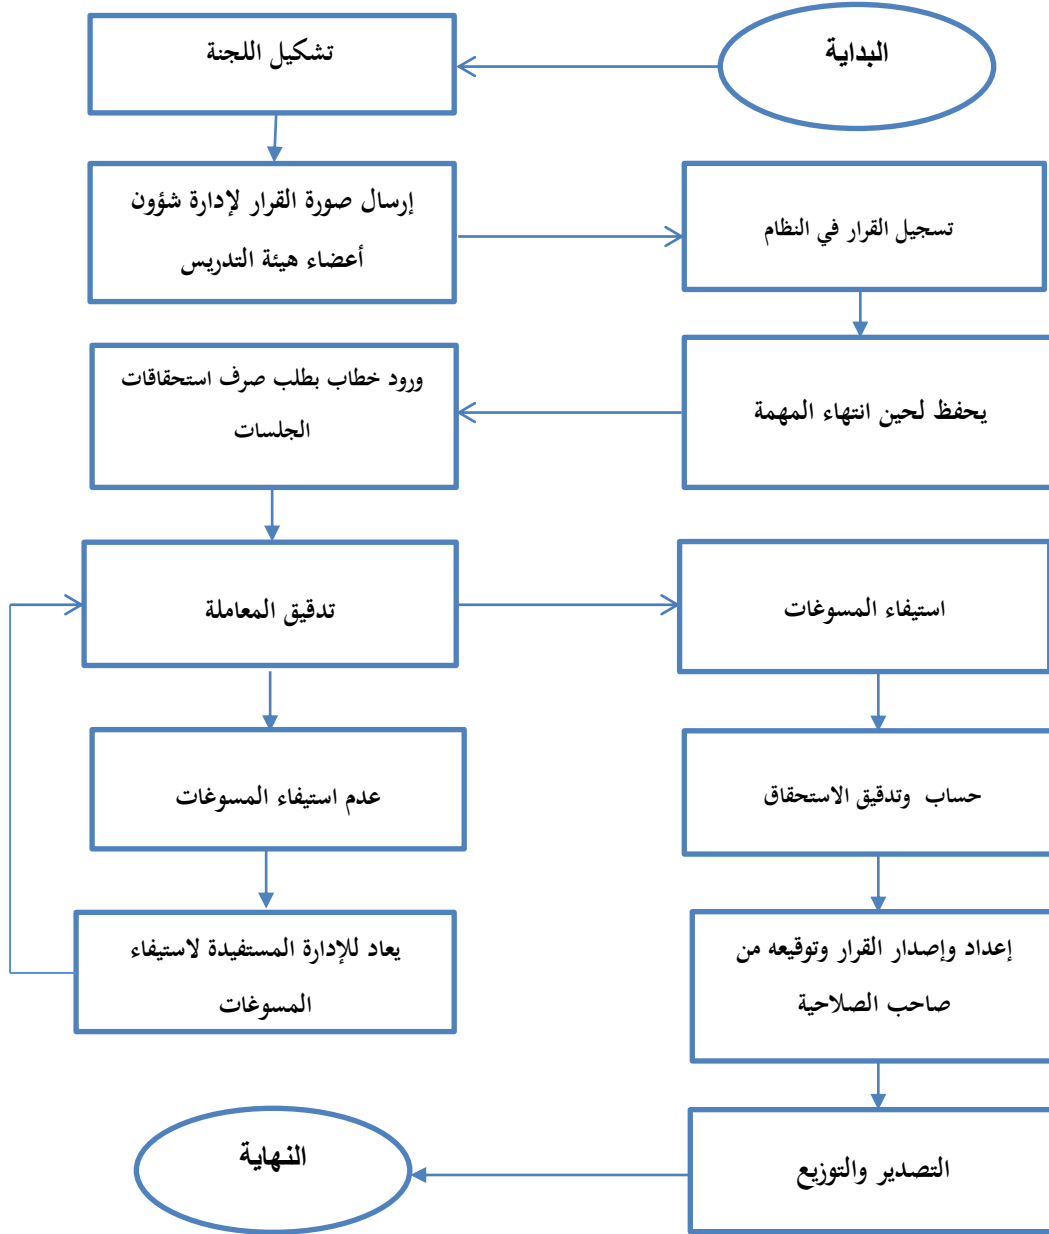 البداية
تشكيل اللجنة
إرسال صورة القرار لإدارة شؤون
أعضاء هيئة التدريس
تسجيل القرار في النظام
يحفظ لحين انتهاء المهمة
ورود خطاب بطلب صرف استحقاقات
الجلسات
تدقيق المعاملة
استيفاء المسوغات
عدم استيفاء المسوغات
حساب وتدقيق الاستحقاق
يعاد للإدارة المستفيدة لاستيفاء
المسوغات
إعداد وإصدار القرار وتوقيعه من
صاحب الصلاحية
التصدير والتوزيع
النهاية